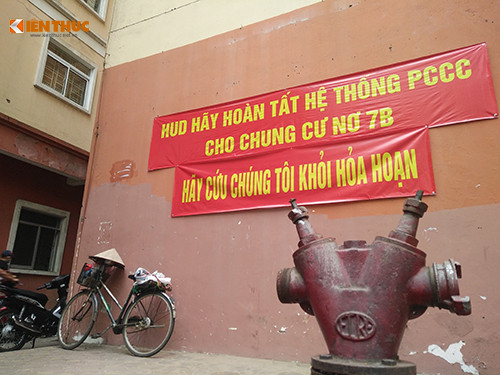 KIẾN THỨC
HUD HÃY HOÀN TẤT HỆ THỐNG PCCC
CHO CHUNG CƯ NƠ 7B
HÃY CỨU CHÚNG TÔI KHỎI HỎA HOẠN